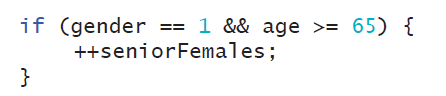 if (gender == 1 && age >= 65) {
    ++seniorFemales;
}